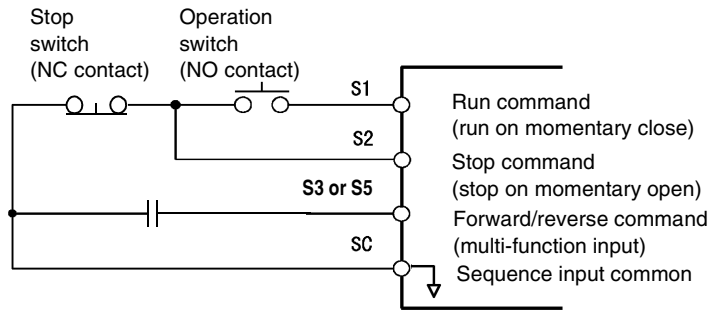 Stop
switch
(NC contact)
Operation
switch
(NO contact)
S1
Run command
(run on momentary close)
S2
Stop command
(stop on momentary open)
S3 or S5
Forward/reverse command
(multi-function input)
SC
Sequence input common